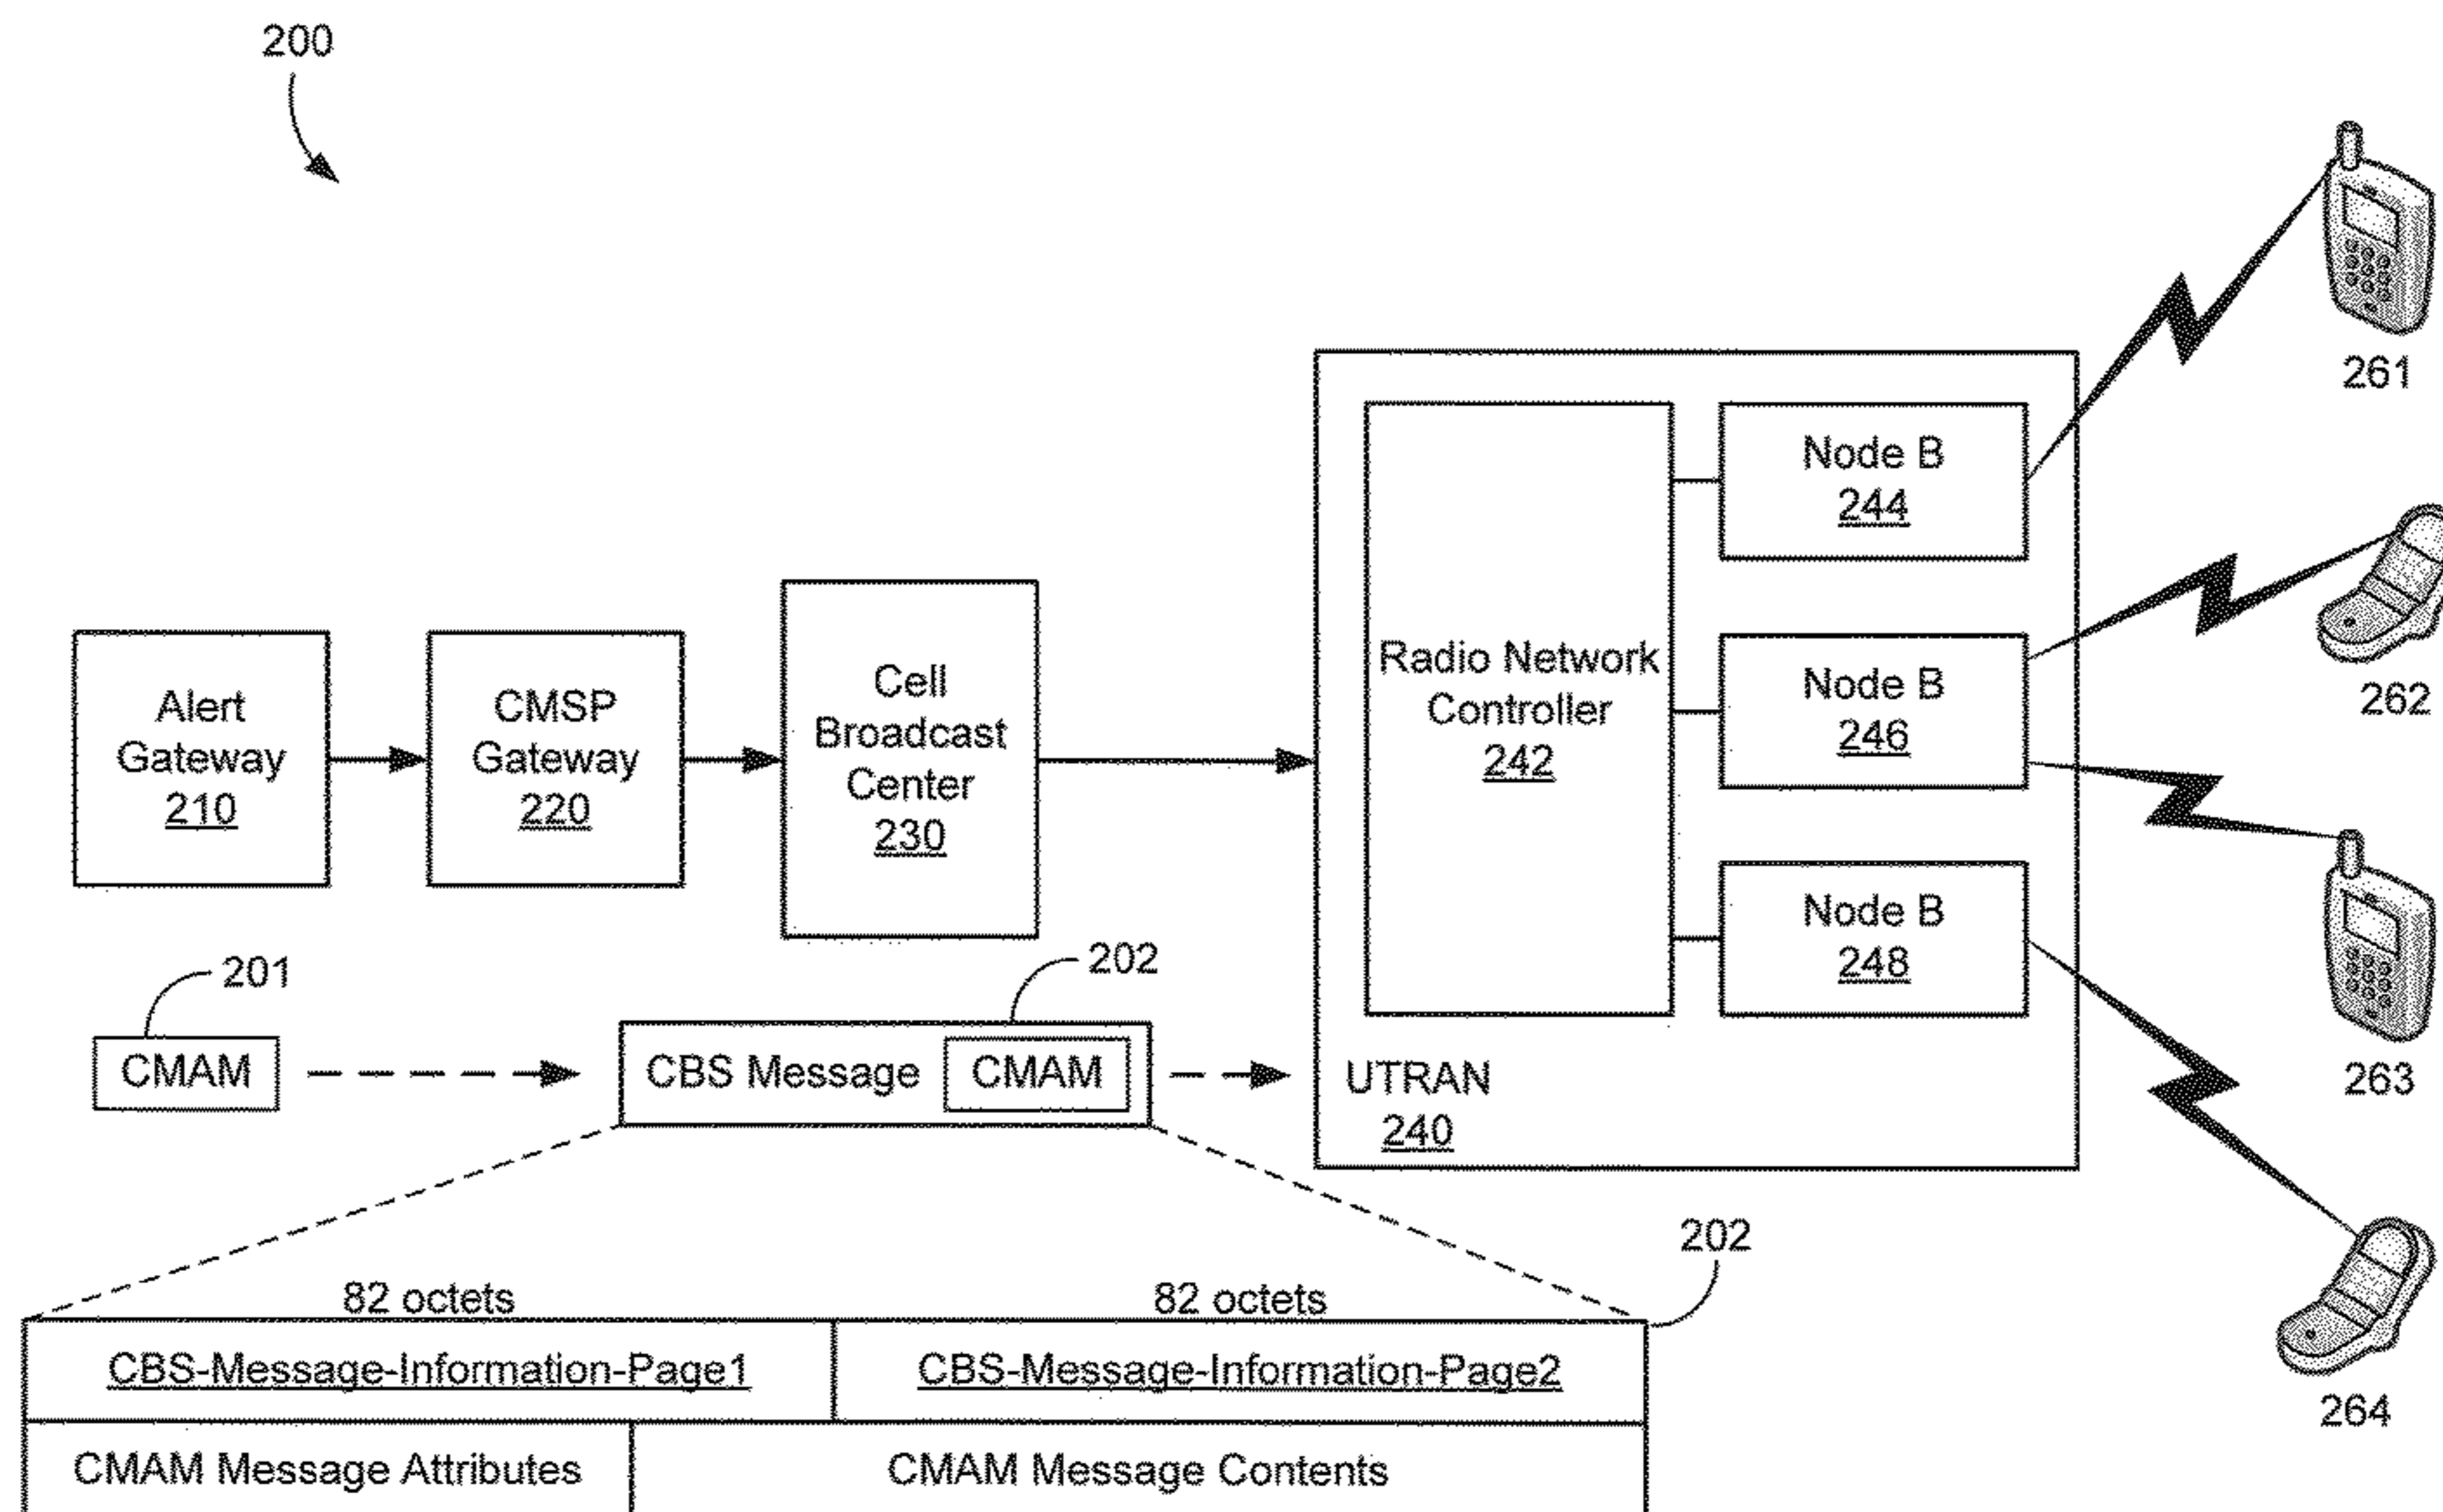 200
261
Node B
244
262
Radio Network
Controller
242
Node B
246
Cell
Broadcast
Center
230
Alert
Gateway
210
CMSP
Gateway
220
Node B
248
263
201
202
CMAM
CBS Message
CMAM
UTRAN
240
202
264
82 octets
82 octets
CBS-Message-Information-Page1
CBS-Message-Information-Page2
CMAM Message Attributes
CMAM Message Contents